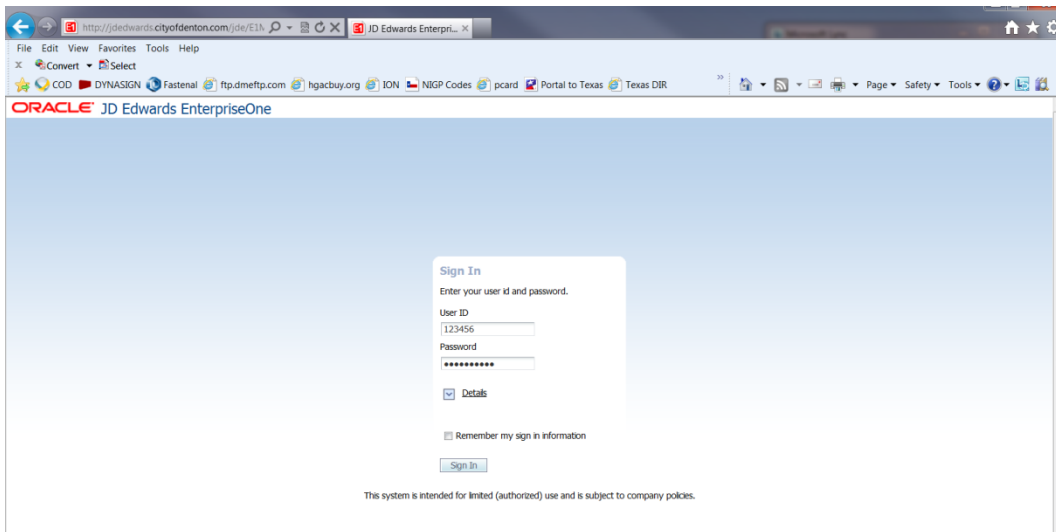 http://jdedwards.cityofdenton.com/jde/E1M
JD Edwards Enterpri...
File Edit View Favorites Tools Help
x Convert Select
COD DYNASIGN Fastenal ftp.dmeftp.com hgacbuy.org ION NIGP Codes pcard Portal to Texas Texas DIR » Page Safety Tools
ORACLE JD Edwards EnterpriseOne
Sign In
Enter your user id and password.
User ID
123456
Password
••••••••••
Details
Remember my sign in information
Sign In
This system is intended for limited (authorized) use and is subject to company policies.